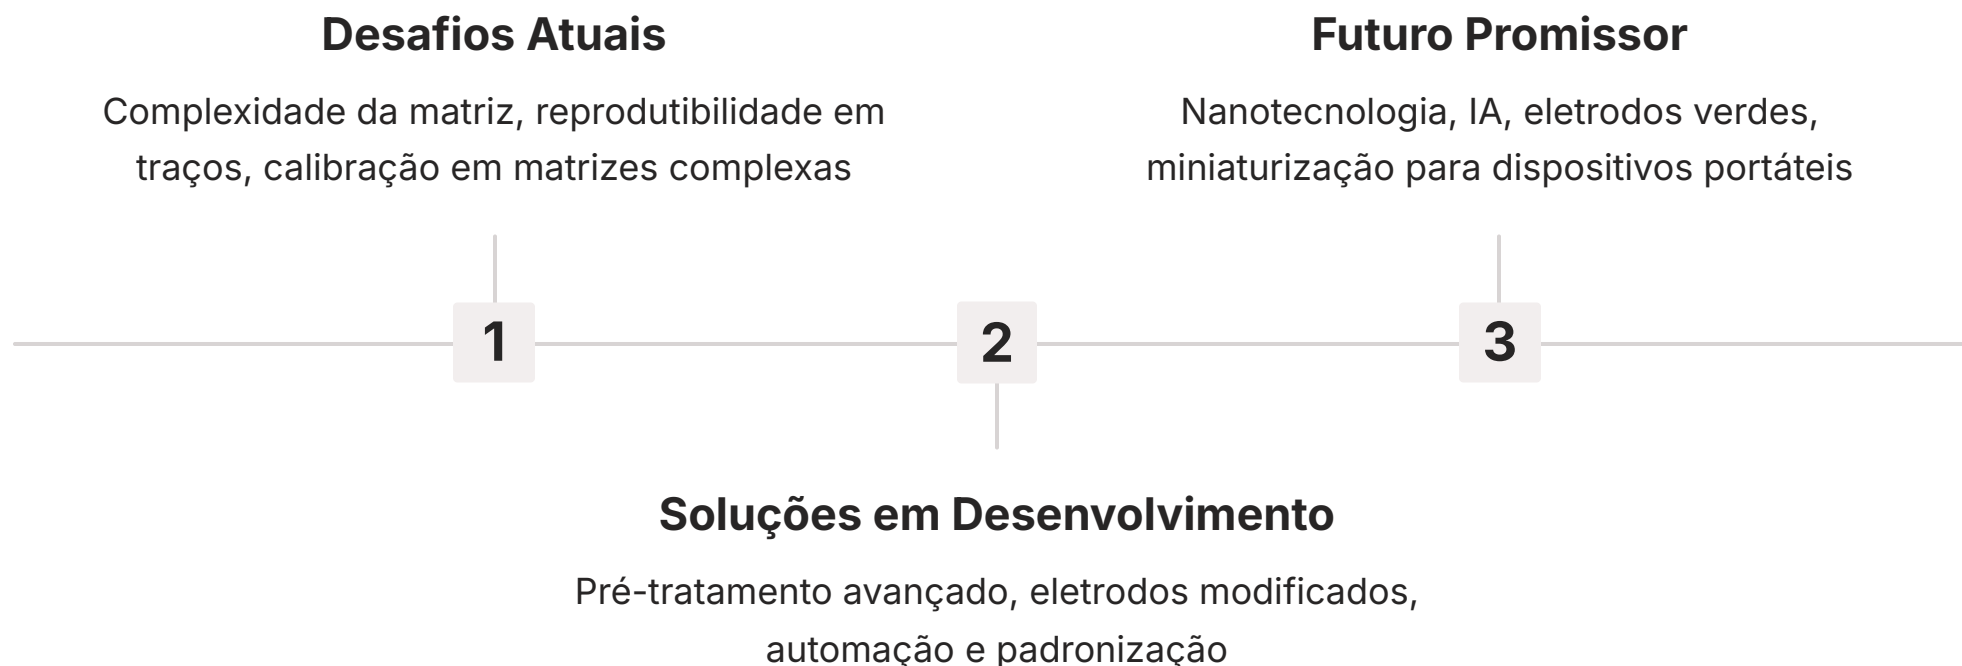 Desafios Atuais
Complexidade da matriz, reprodutibilidade em
traços, calibração em matrizes complexas
1
2
Soluções em Desenvolvimento
Pré-tratamento avançado, eletrodos modificados,
automação e padronização
Futuro Promissor
Nanotecnologia, IA, eletrodos verdes,
miniaturização para dispositivos portáteis
3